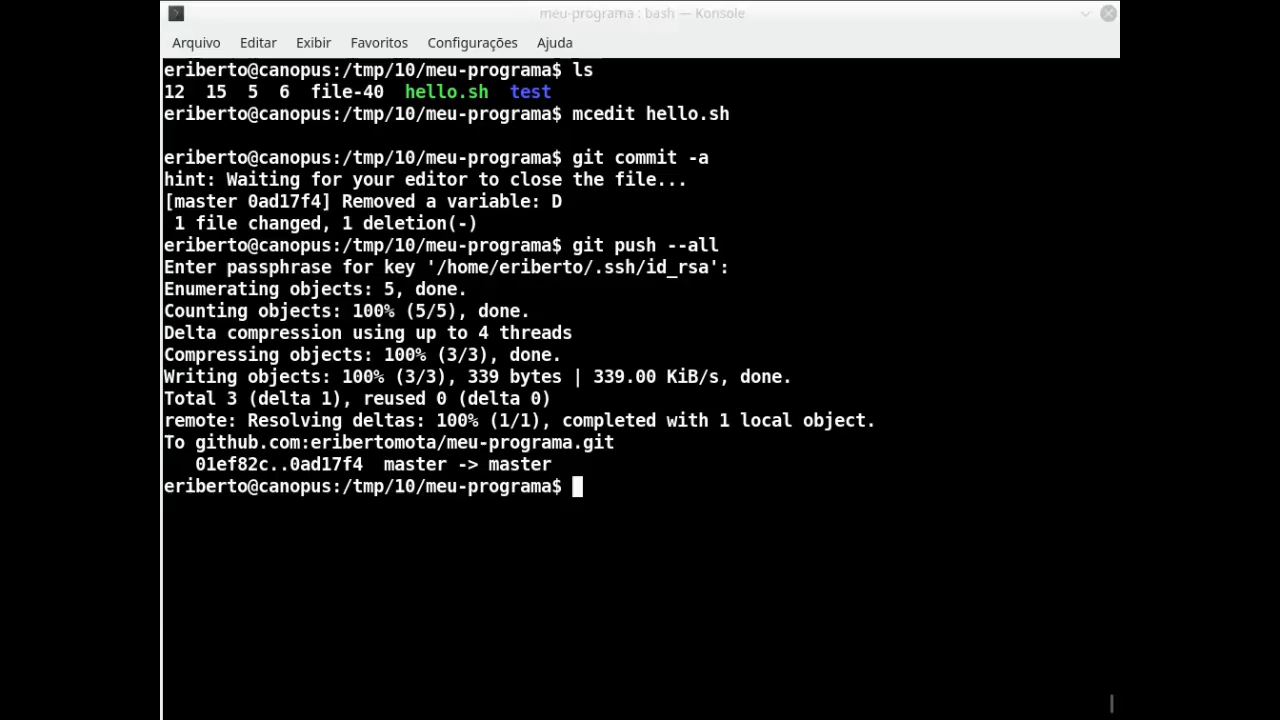 meu-programa : bash — Konsole
Arquivo Editar Exibir Favoritos Configurações Ajuda
eriberto@canopus:/tmp/10/meu-programa$ ls
12  15  5  6  file-40  hello.sh  test
eriberto@canopus:/tmp/10/meu-programa$ mcedit hello.sh
eriberto@canopus:/tmp/10/meu-programa$ git commit -a
hint: Waiting for your editor to close the file...
[master 0ad17f4] Removed a variable: D
 1 file changed, 1 deletion(-)
eriberto@canopus:/tmp/10/meu-programa$ git push --all
Enter passphrase for key '/home/eriberto/.ssh/id_rsa':
Enumerating objects: 5, done.
Counting objects: 100% (5/5), done.
Delta compression using up to 4 threads
Compressing objects: 100% (3/3), done.
Writing objects: 100% (3/3), 339 bytes | 339.00 KiB/s, done.
Total 3 (delta 1), reused 0 (delta 0)
remote: Resolving deltas: 100% (1/1), completed with 1 local object.
To github.com:eribertomota/meu-programa.git
   01ef82c..0ad17f4  master -> master
eriberto@canopus:/tmp/10/meu-programa$